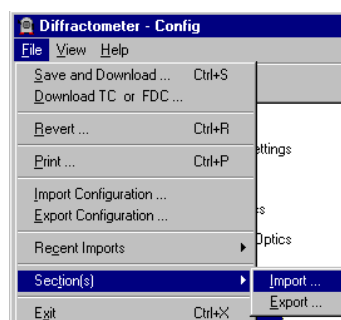 Diffractometer - Config
File View Help
Save and Download ... Ctrl+S
Download TC or FDC ...
Revert ... Ctrl+R
ettings
Print ... Ctrl+P
Import Configuration ...
Export Configuration ...
Recent Imports
Optics
Section(s)
Import ...
Export ...
Exit Ctrl+X